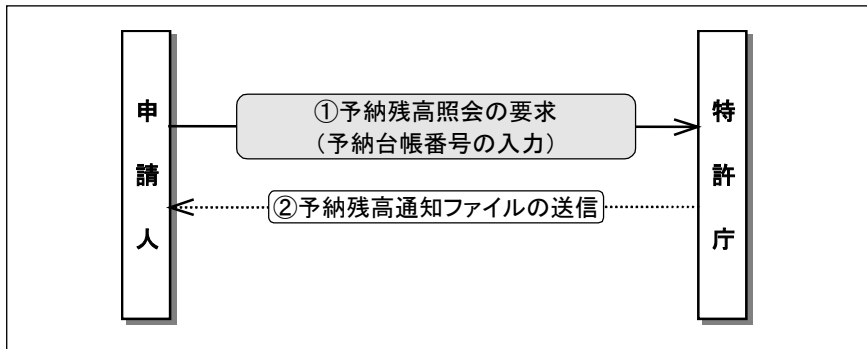 申請人
①予納残高照会の要求
（予納台帳番号の入力）
②予納残高通知ファイルの送信
特許庁